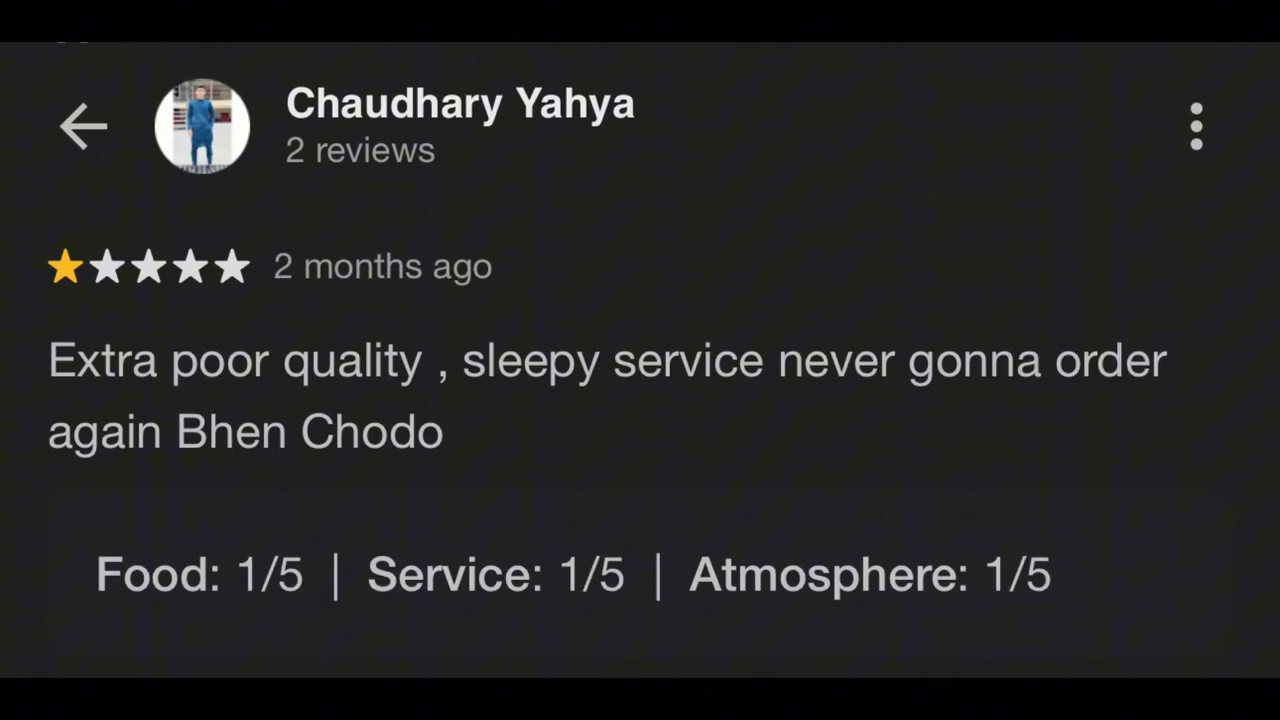 Chaudhary Yahya
2 reviews
2 months ago
Extra poor quality , sleepy service never gonna order
again Bhen Chodo
Food: 1/5 | Service: 1/5 | Atmosphere: 1/5